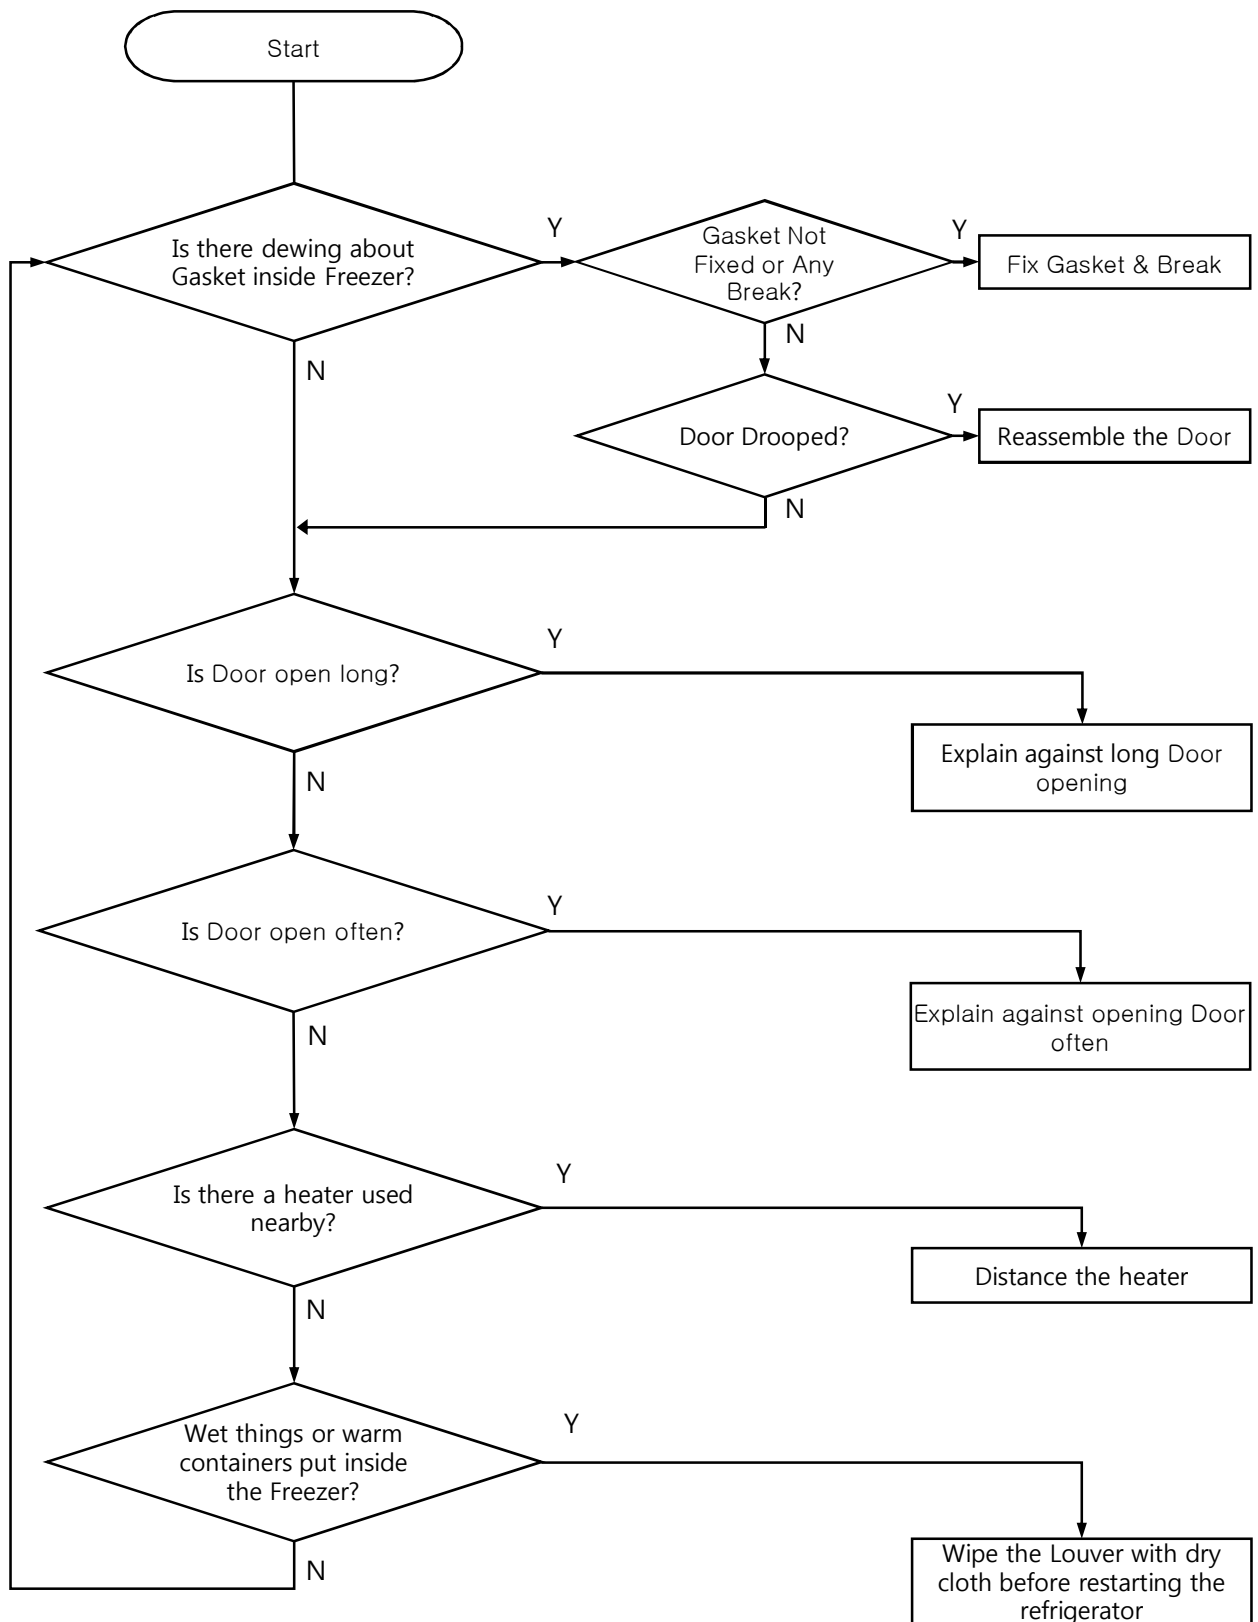 Start
Is there dewing about
Gasket inside Freezer?
Y
Gasket Not
Fixed or Any
Break?
Y
Fix Gasket & Break
N
N
Door Drooped?
Y
Reassemble the Door
N
Is Door open long?
Y
Explain against long Door
opening
N
Is Door open often?
Y
Explain against opening Door
often
N
Is there a heater used
nearby?
Y
Distance the heater
N
Wet things or warm
containers put inside
the Freezer?
Y
Wipe the Louver with dry
cloth before restarting the
refrigerator
N